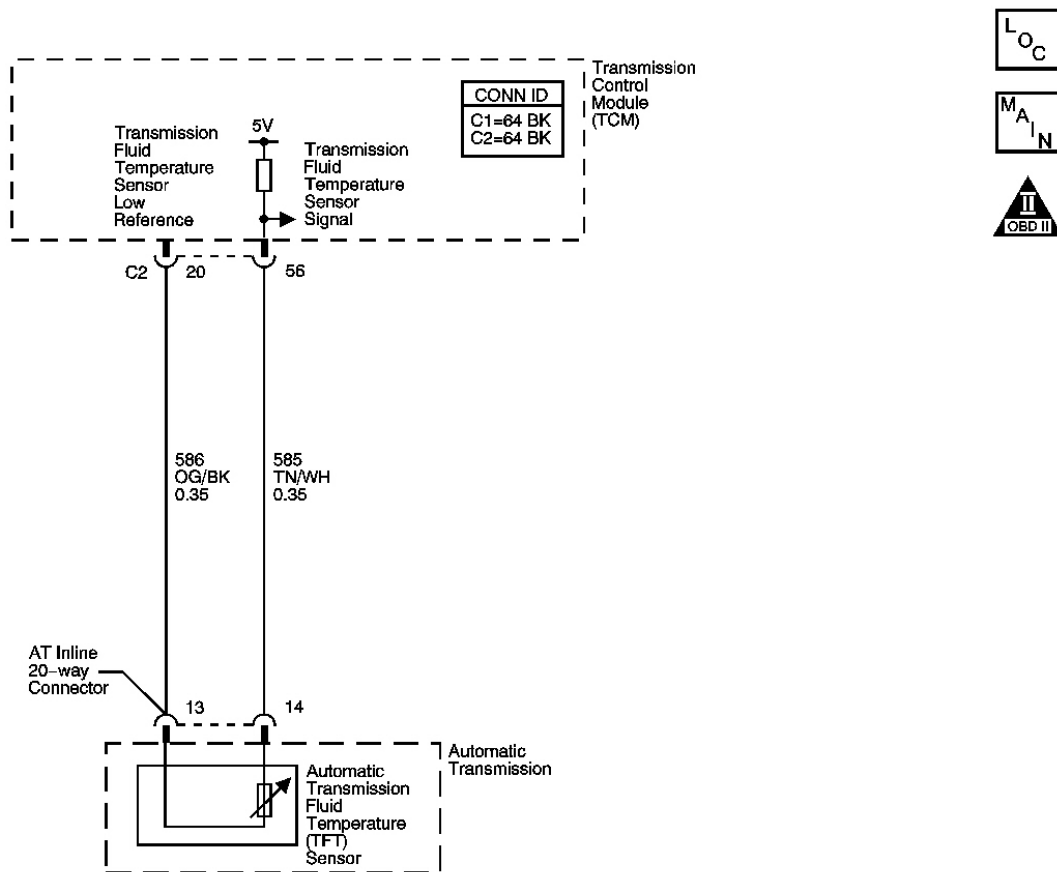 L
O
C
M
A
I
N
II
OBD II
Transmission
Control
Module
(TCM)
CONN ID
C1=64 BK
C2=64 BK
5V
Transmission
Fluid
Temperature
Sensor
Low
Reference
Transmission
Fluid
Temperature
Sensor
Signal
C2
20
56
586
OG/BK
0.35
585
TN/WH
0.35
AT Inline
20-way
Connector
13
14
Automatic
Transmission
Automatic
Transmission
Fluid
Temperature
(TFT)
Sensor